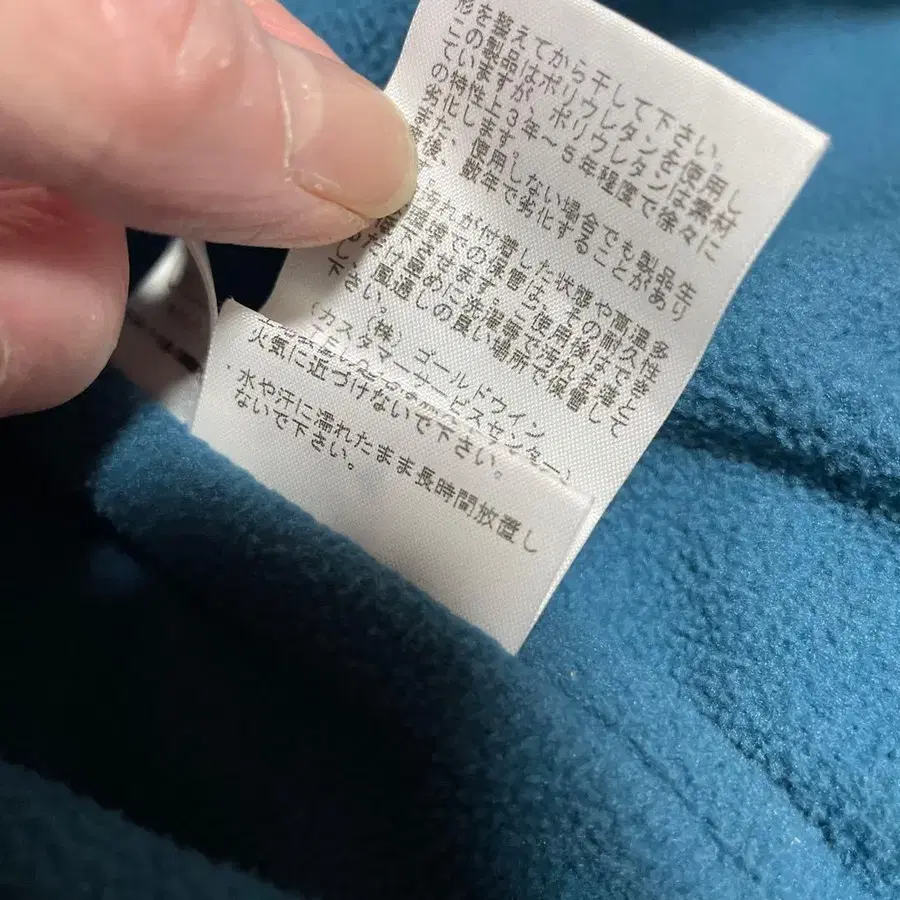 形を整えてから干して下さい。
この製品はポリウレタンを使用し
ていますが、ポリウレタンは素材
の特性上3年～5年程度で徐々に
劣化します。
また、使用しない場合でも製品生
後、数年で劣化することがあり
す。
汚れが付着した状態や高温多
湿度での保管は、その耐久性
低下させます。ご使用後はでき
だけ早めに洗濯等で汚れを落と
し、風通しの良い場所で保管して
下さい。
(株)ゴールドウイン
(カスタマーサービスセンター)
火気に近づけないで下さい。
・水や汗に濡れたまま長時間放置し
ないで下さい。